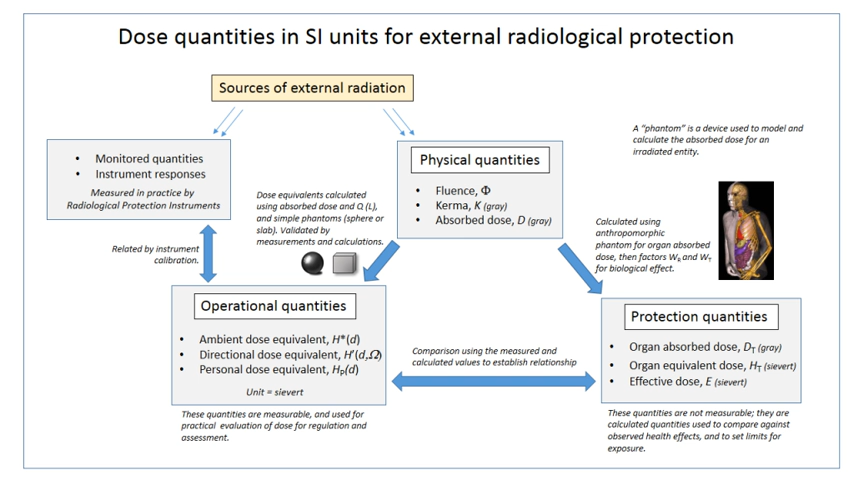 Dose quantities in SI units for external radiological protection
Sources of external radiation
A "phantom" is a device used to model and
calculate the absorbed dose for an
irradiated entity.
• Monitored quantities
• Instrument responses
Measured in practice by
Radiological Protection Instruments
Physical quantities
• Fluence, Φ
• Kerma, K (gray)
• Absorbed dose, D (gray)
Dose equivalents calculated
using absorbed dose and Q (L),
and simple phantoms (sphere or
slab). Validated by
measurements and calculations.
Calculated using
anthropomorphic
phantom for organ absorbed
dose, then factors WR and WT
for biological effect.
Related by instrument
calibration.
Operational quantities
• Ambient dose equivalent, H*(d)
• Directional dose equivalent, H'(d,Ω)
• Personal dose equivalent, HP(d)
Unit = sievert
Comparison using the measured and
calculated values to establish relationship
Protection quantities
• Organ absorbed dose, DT (gray)
• Organ equivalent dose, HT (sievert)
• Effective dose, E (sievert)
These quantities are measurable, and used for
practical evaluation of dose for regulation and
assessment.
These quantities are not measurable; they are
calculated quantities used to compare against
observed health effects, and to set limits for
exposure.